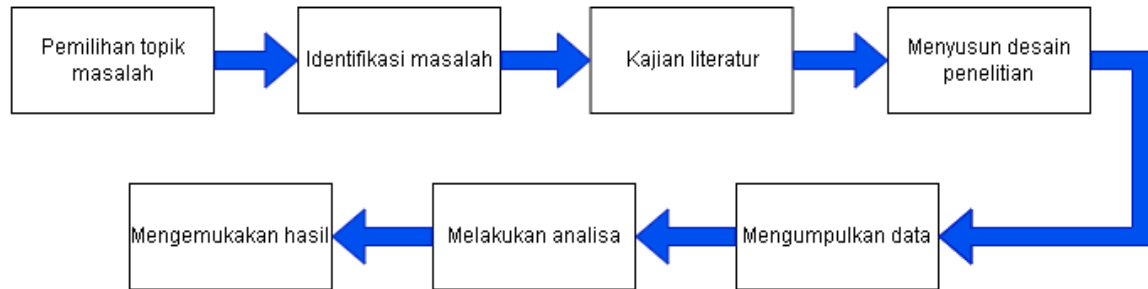 Pemilihan topik
masalah
Identifikasi masalah
Kajian literatur
Menyusun desain
penelitian
Mengumpulkan data
Melakukan analisa
Mengemukakan hasil